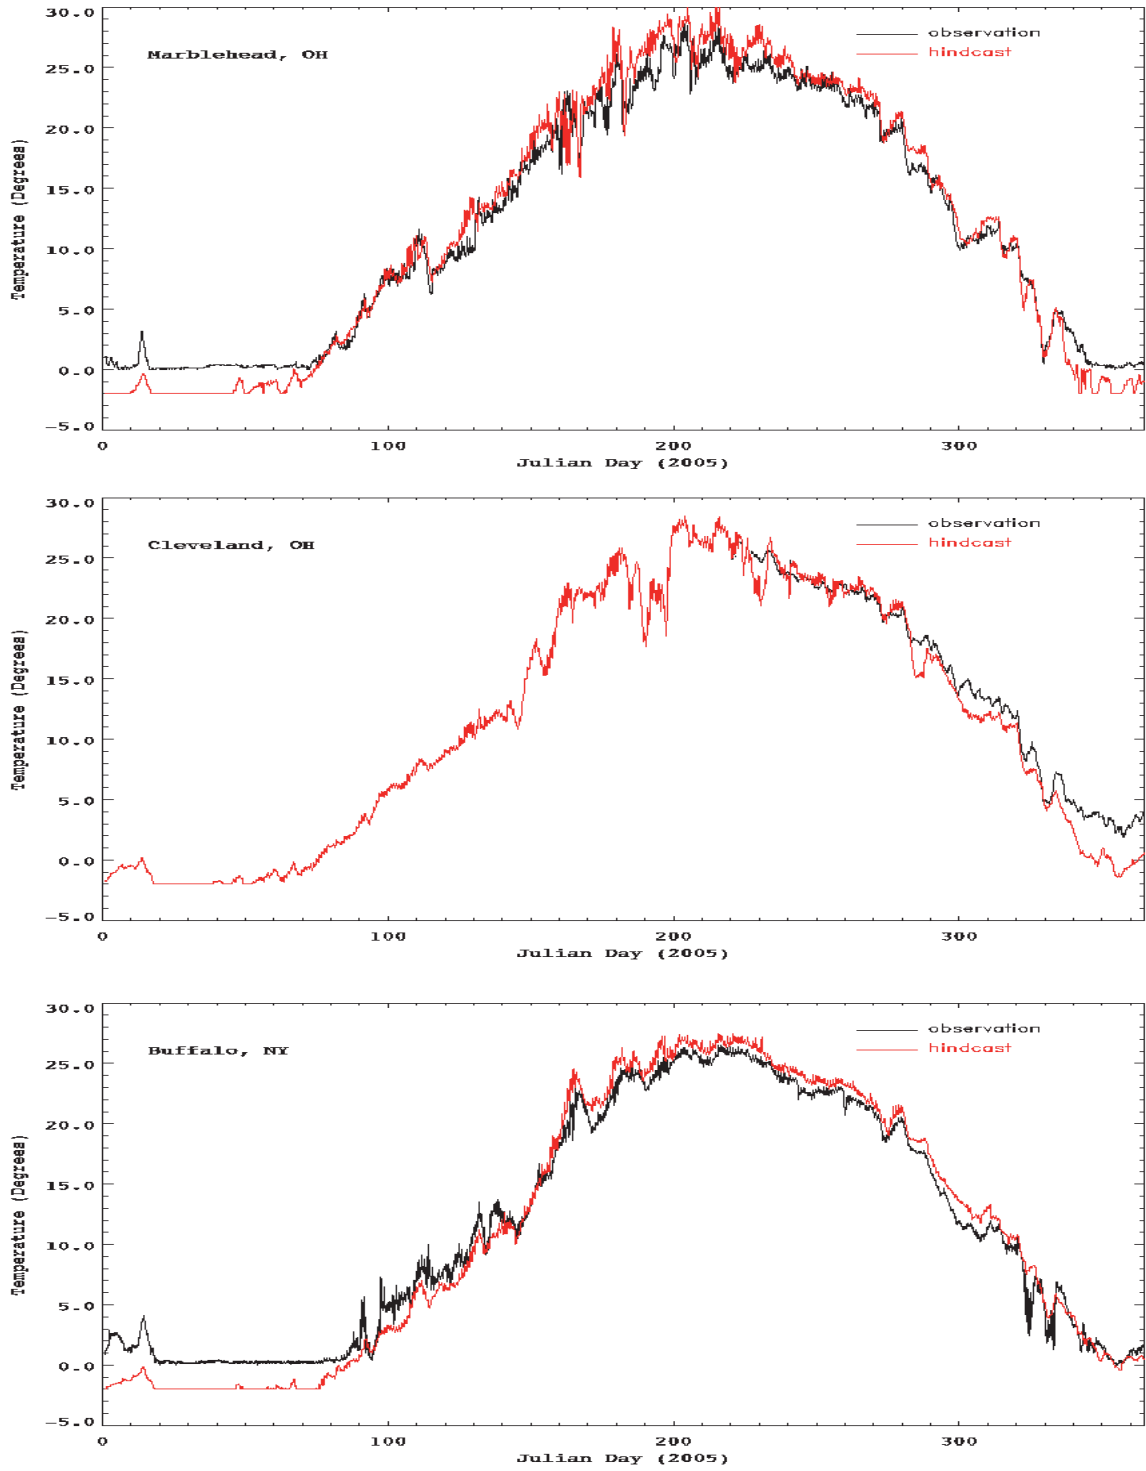 30.0
25.0
20.0
15.0
10.0
5.0
0.0
-5.0
Temperature (Degrees)
Marblehead, OH
observation
hindcast
0 100 200 300
Julian Day (2005)
30.0
25.0
20.0
15.0
10.0
5.0
0.0
-5.0
Temperature (Degrees)
Cleveland, OH
observation
hindcast
0 100 200 300
Julian Day (2005)
30.0
25.0
20.0
15.0
10.0
5.0
0.0
-5.0
Temperature (Degrees)
Buffalo, NY
observation
hindcast
0 100 200 300
Julian Day (2005)